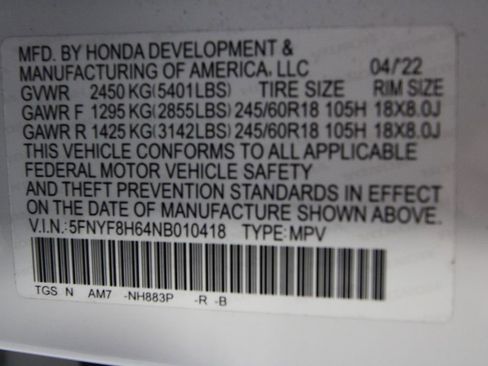 MFD. BY HONDA DEVELOPMENT &
MANUFACTURING OF AMERICA, LLC 04/22
GVWR 2450 KG(5401LBS) TIRE SIZE RIM SIZE
GAWR F 1295 KG(2855LBS) 245/60R18 105H 18X8.0J
GAWR R 1425 KG(3142LBS) 245/60R18 105H 18X8.0J
THIS VEHICLE CONFORMS TO ALL APPLICABLE
FEDERAL MOTOR VEHICLE SAFETY
AND THEFT PREVENTION STANDARDS IN EFFECT
ON THE DATE OF MANUFACTURE SHOWN ABOVE.
V.I.N.:5FNYF8H64NB010418 TYPE:MPV
TGS N AM7 -NH883P -R -B